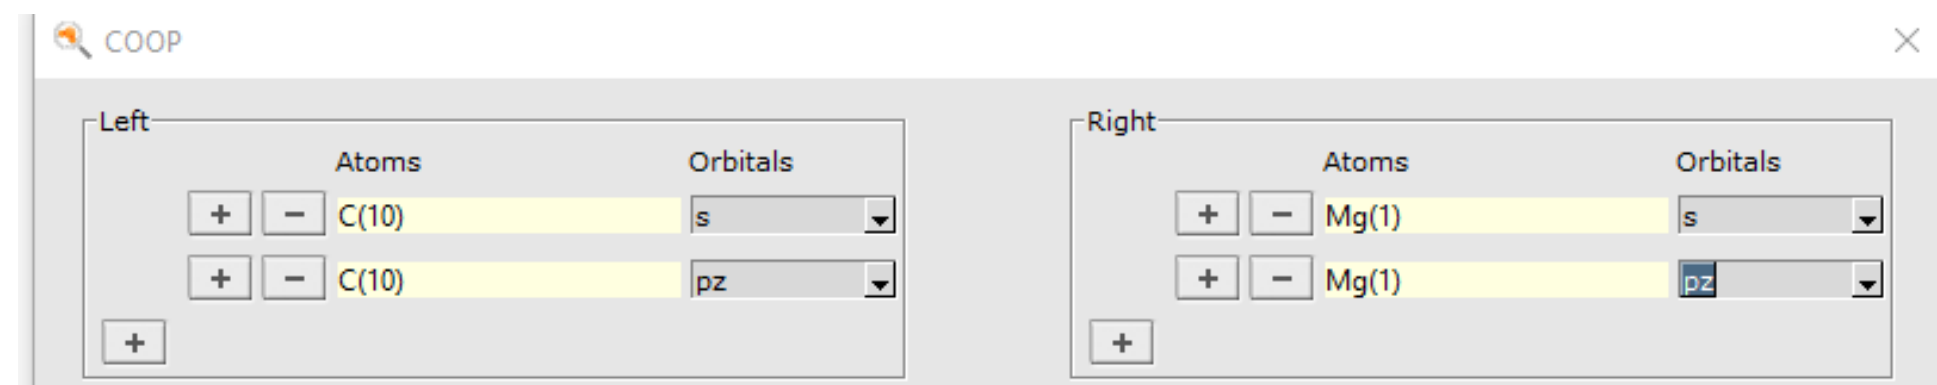 COOP
Left
Atoms Orbitals
+ − C(10) s
+ − C(10) pz
+
Right
Atoms Orbitals
+ − Mg(1) s
+ − Mg(1) pz
+